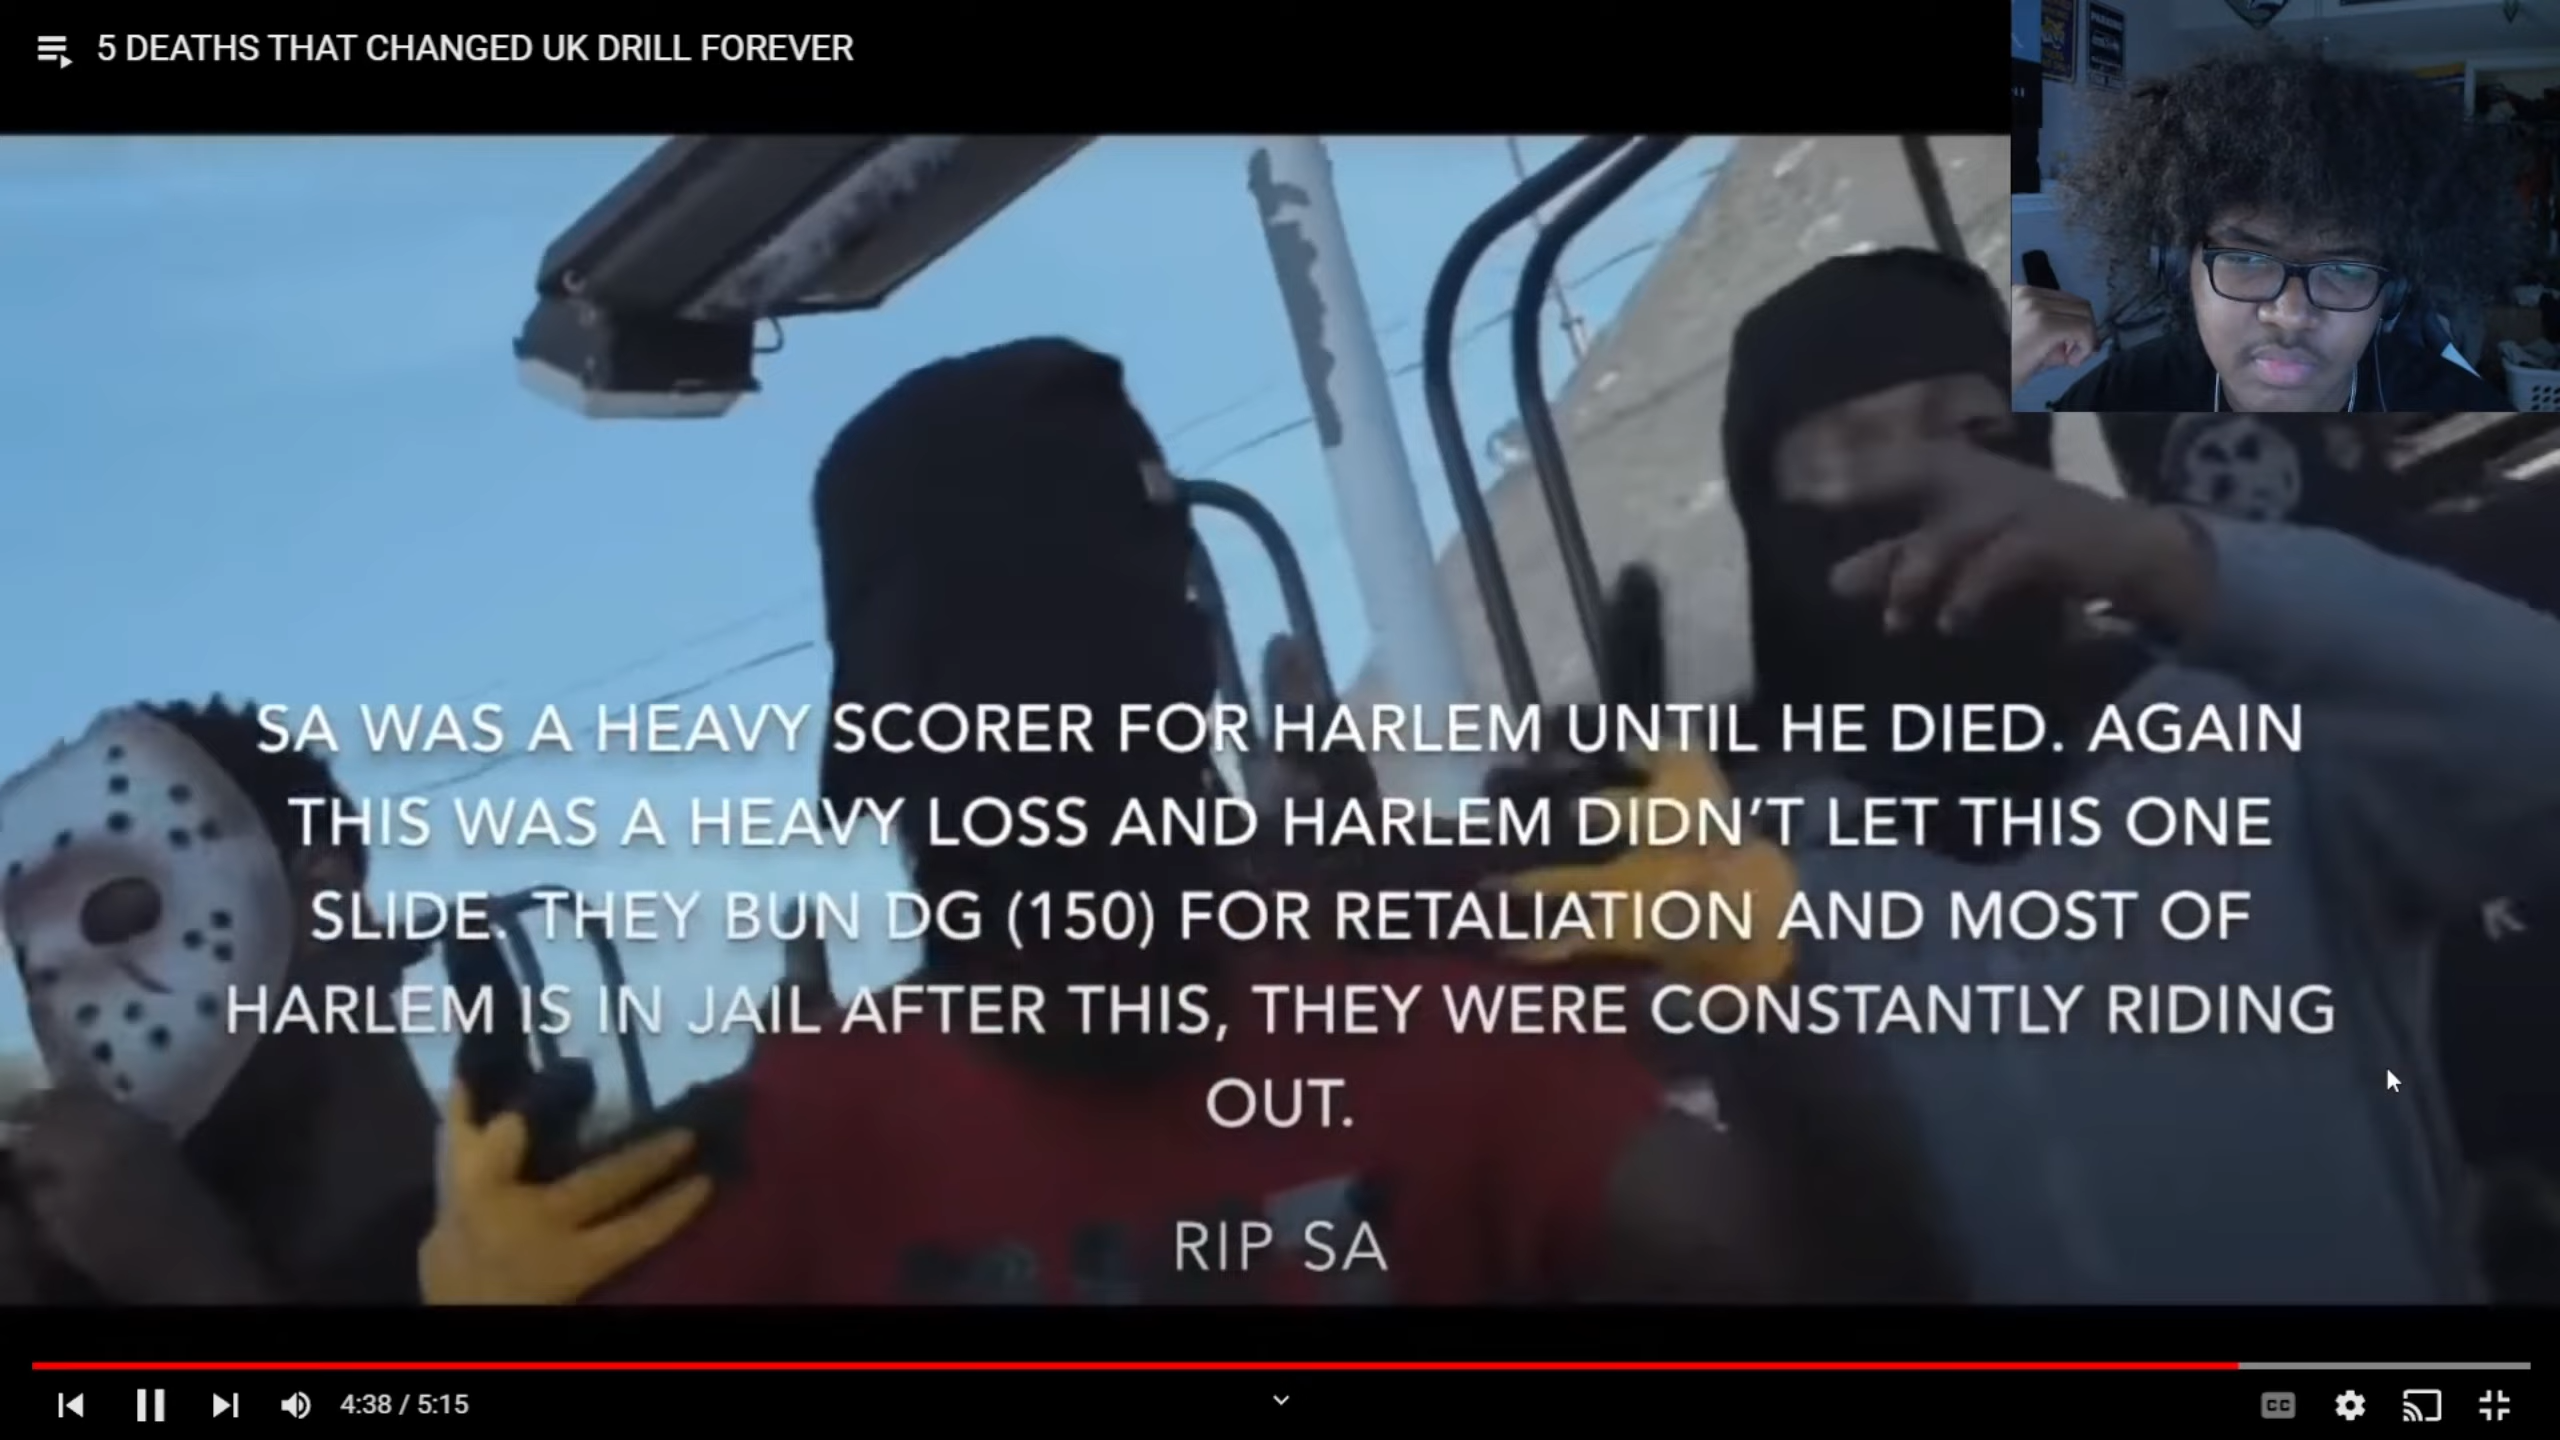 5 DEATHS THAT CHANGED UK DRILL FOREVER
SA WAS A HEAVY SCORER FOR HARLEM UNTIL HE DIED. AGAIN
THIS WAS A HEAVY LOSS AND HARLEM DIDN'T LET THIS ONE
SLIDE. THEY BUN DG (150) FOR RETALIATION AND MOST OF
HARLEM IS IN JAIL AFTER THIS, THEY WERE CONSTANTLY RIDING
OUT.
RIP SA
4:38 / 5:15
CC